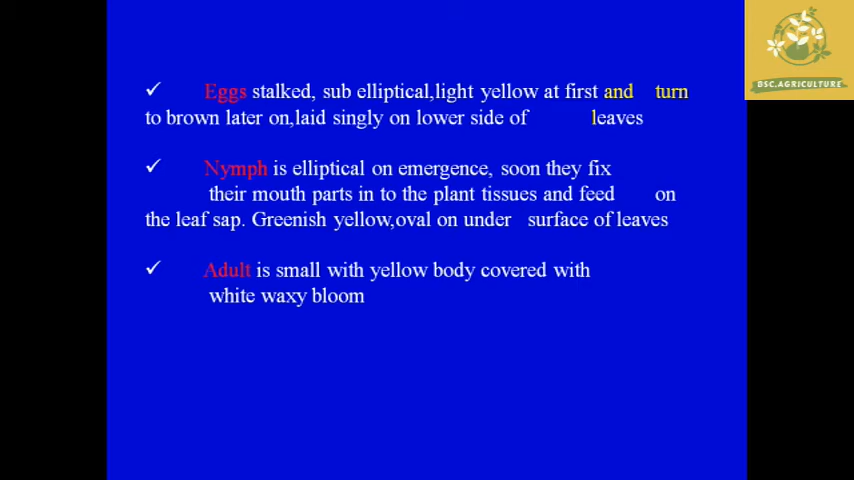 ✓ Eggs stalked, sub elliptical,light yellow at first and turn
to brown later on,laid singly on lower side of leaves
✓ Nymph is elliptical on emergence, soon they fix
their mouth parts in to the plant tissues and feed on
the leaf sap. Greenish yellow,oval on under surface of leaves
✓ Adult is small with yellow body covered with
white waxy bloom
BSC.AGRICULTURE